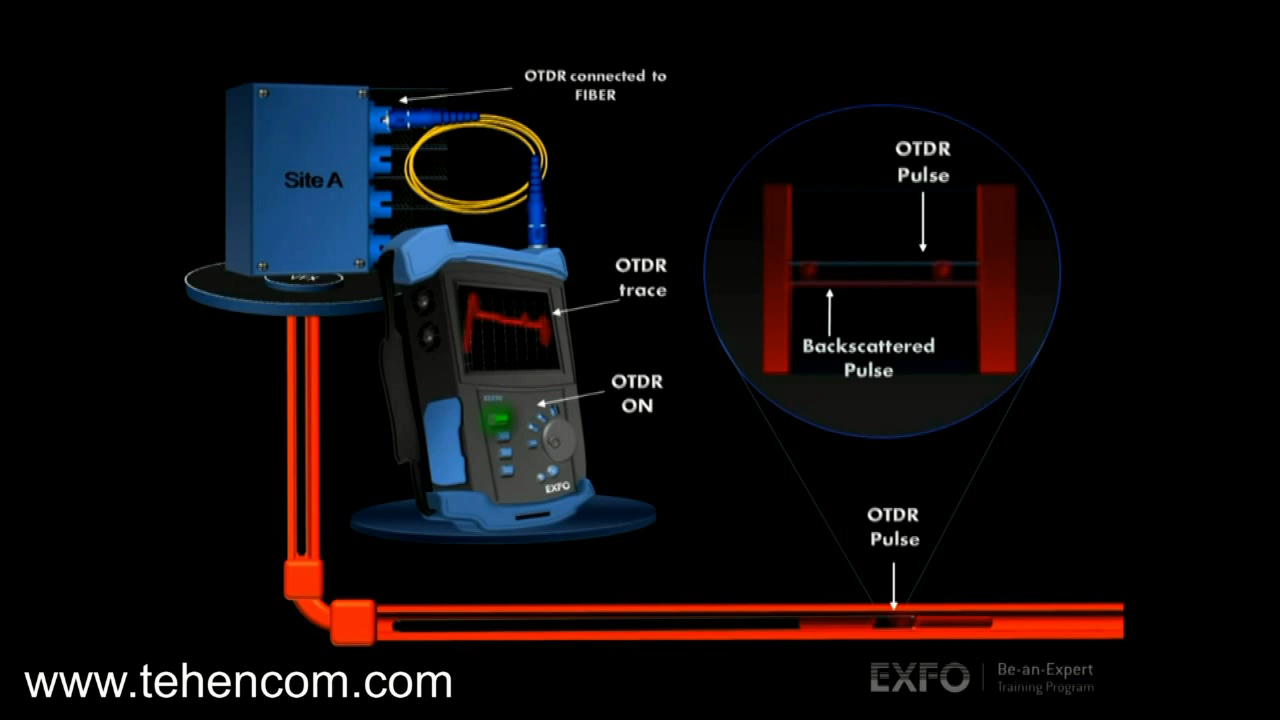 OTDR connected to
FIBER
Site A
OTDR
Pulse
OTDR
trace
Backscattered
Pulse
OTDR
ON
EXFO
EXFO
OTDR
Pulse
www.tehencom.com
EXFO
Be-an-Expert
Training Program